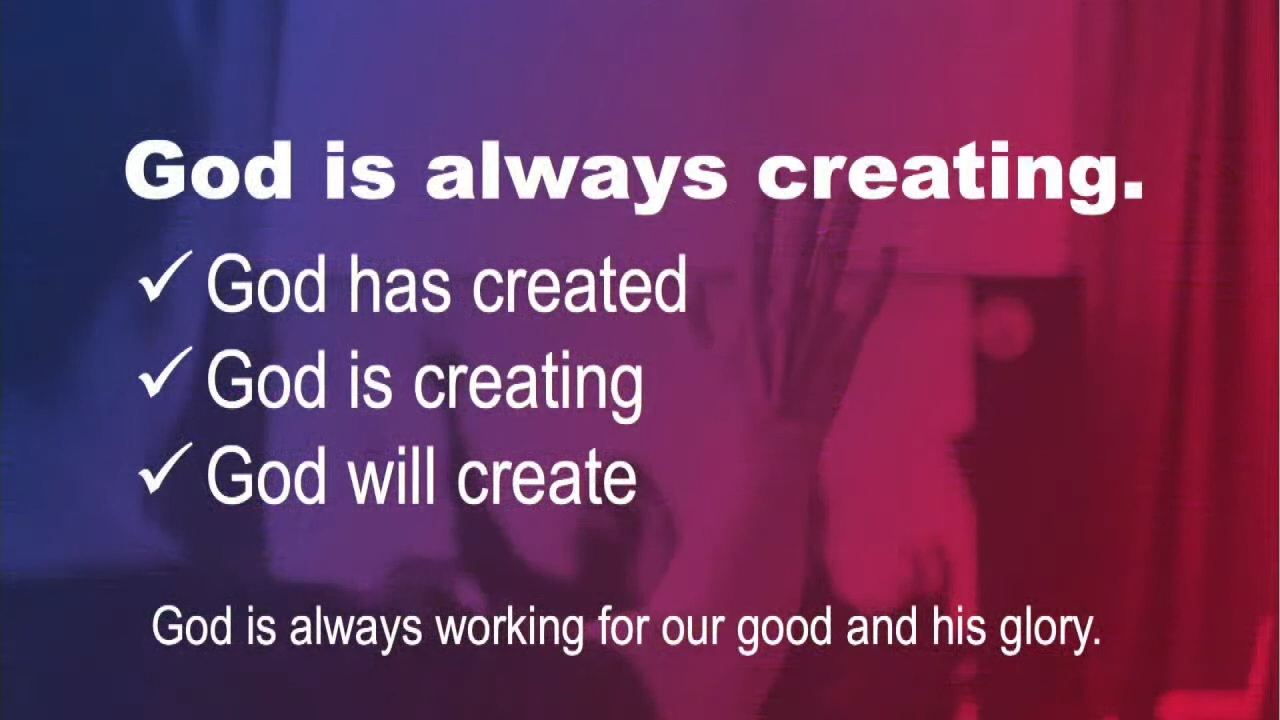 God is always creating.
✓ God has created
✓ God is creating
✓ God will create
God is always working for our good and his glory.